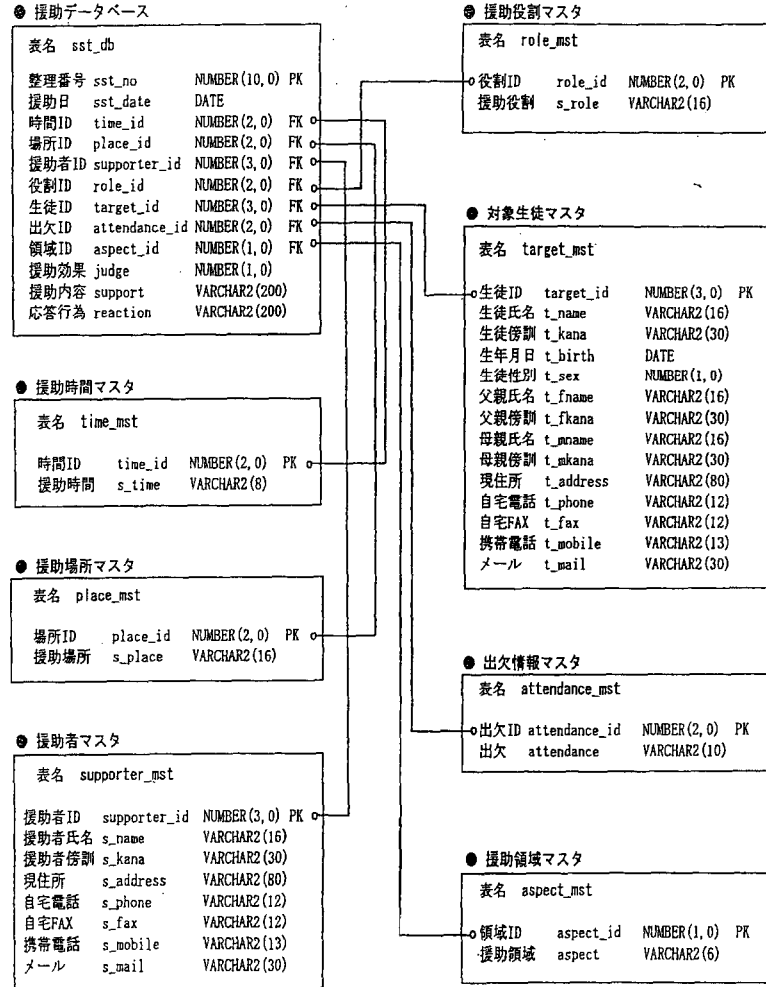 ● 援助データベース
表名 sst_db
整理番号 sst_no NUMBER(10,0) PK
援助日 sst_date DATE
時間ID time_id NUMBER(2,0) FK
場所ID place_id NUMBER(2,0) FK
援助者ID supporter_id NUMBER(3,0) FK
役割ID role_id NUMBER(2,0) FK
生徒ID target_id NUMBER(3,0) FK
出欠ID attendance_id NUMBER(2,0) FK
領域ID aspect_id NUMBER(1,0) FK
援助効果 judge NUMBER(1,0)
援助内容 support VARCHAR2(200)
応答行為 reaction VARCHAR2(200)
● 援助時間マスタ
表名 time_mst
時間ID time_id NUMBER(2,0) PK
援助時間 s_time VARCHAR2(8)
● 援助場所マスタ
表名 place_mst
場所ID place_id NUMBER(2,0) PK
援助場所 s_place VARCHAR2(16)
● 援助者マスタ
表名 supporter_mst
援助者ID supporter_id NUMBER(3,0) PK
援助者氏名 s_name VARCHAR2(16)
援助者傍訓 s_kana VARCHAR2(30)
現住所 s_address VARCHAR2(80)
自宅電話 s_phone VARCHAR2(12)
自宅FAX s_fax VARCHAR2(12)
携帯電話 s_mobile VARCHAR2(13)
メール s_mail VARCHAR2(30)
● 援助役割マスタ
表名 role_mst
役割ID role_id NUMBER(2,0) PK
援助役割 s_role VARCHAR2(16)
● 対象生徒マスタ
表名 target_mst
生徒ID target_id NUMBER(3,0) PK
生徒氏名 t_name VARCHAR2(16)
生徒傍訓 t_kana VARCHAR2(30)
生年月日 t_birth DATE
生徒性別 t_sex NUMBER(1,0)
父親氏名 t_fname VARCHAR2(16)
父親傍訓 t_fkana VARCHAR2(30)
母親氏名 t_mname VARCHAR2(16)
母親傍訓 t_mkana VARCHAR2(30)
現住所 t_address VARCHAR2(80)
自宅電話 t_phone VARCHAR2(12)
自宅FAX t_fax VARCHAR2(12)
携帯電話 t_mobile VARCHAR2(13)
メール t_mail VARCHAR2(30)
● 出欠情報マスタ
表名 attendance_mst
出欠ID attendance_id NUMBER(2,0) PK
出欠 attendance VARCHAR2(10)
● 援助領域マスタ
表名 aspect_mst
領域ID aspect_id NUMBER(1,0) PK
援助領域 aspect VARCHAR2(6)